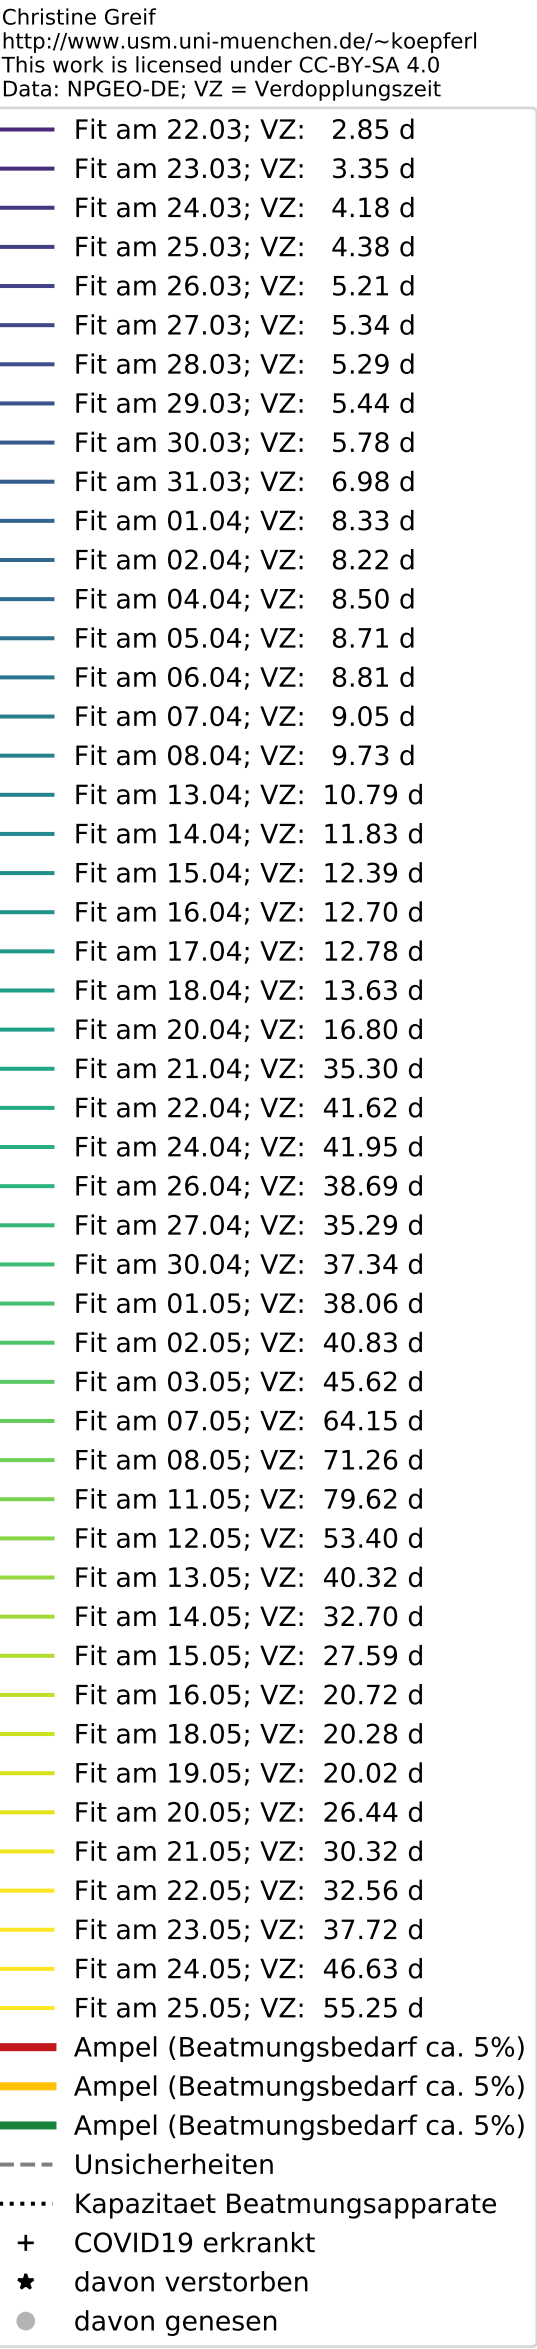 Christine Greif
http://www.usm.uni-muenchen.de/~koepferl
This work is licensed under CC-BY-SA 4.0
Data: NPGEO-DE; VZ = Verdopplungszeit
Fit am 22.03; VZ: 2.85 d
Fit am 23.03; VZ: 3.35 d
Fit am 24.03; VZ: 4.18 d
Fit am 25.03; VZ: 4.38 d
Fit am 26.03; VZ: 5.21 d
Fit am 27.03; VZ: 5.34 d
Fit am 28.03; VZ: 5.29 d
Fit am 29.03; VZ: 5.44 d
Fit am 30.03; VZ: 5.78 d
Fit am 31.03; VZ: 6.98 d
Fit am 01.04; VZ: 8.33 d
Fit am 02.04; VZ: 8.22 d
Fit am 04.04; VZ: 8.50 d
Fit am 05.04; VZ: 8.71 d
Fit am 06.04; VZ: 8.81 d
Fit am 07.04; VZ: 9.05 d
Fit am 08.04; VZ: 9.73 d
Fit am 13.04; VZ: 10.79 d
Fit am 14.04; VZ: 11.83 d
Fit am 15.04; VZ: 12.39 d
Fit am 16.04; VZ: 12.70 d
Fit am 17.04; VZ: 12.78 d
Fit am 18.04; VZ: 13.63 d
Fit am 20.04; VZ: 16.80 d
Fit am 21.04; VZ: 35.30 d
Fit am 22.04; VZ: 41.62 d
Fit am 24.04; VZ: 41.95 d
Fit am 26.04; VZ: 38.69 d
Fit am 27.04; VZ: 35.29 d
Fit am 30.04; VZ: 37.34 d
Fit am 01.05; VZ: 38.06 d
Fit am 02.05; VZ: 40.83 d
Fit am 03.05; VZ: 45.62 d
Fit am 07.05; VZ: 64.15 d
Fit am 08.05; VZ: 71.26 d
Fit am 11.05; VZ: 79.62 d
Fit am 12.05; VZ: 53.40 d
Fit am 13.05; VZ: 40.32 d
Fit am 14.05; VZ: 32.70 d
Fit am 15.05; VZ: 27.59 d
Fit am 16.05; VZ: 20.72 d
Fit am 18.05; VZ: 20.28 d
Fit am 19.05; VZ: 20.02 d
Fit am 20.05; VZ: 26.44 d
Fit am 21.05; VZ: 30.32 d
Fit am 22.05; VZ: 32.56 d
Fit am 23.05; VZ: 37.72 d
Fit am 24.05; VZ: 46.63 d
Fit am 25.05; VZ: 55.25 d
Ampel (Beatmungsbedarf ca. 5%)
Ampel (Beatmungsbedarf ca. 5%)
Ampel (Beatmungsbedarf ca. 5%)
Unsicherheiten
Kapazitaet Beatmungsapparate
COVID19 erkrankt
davon verstorben
davon genesen